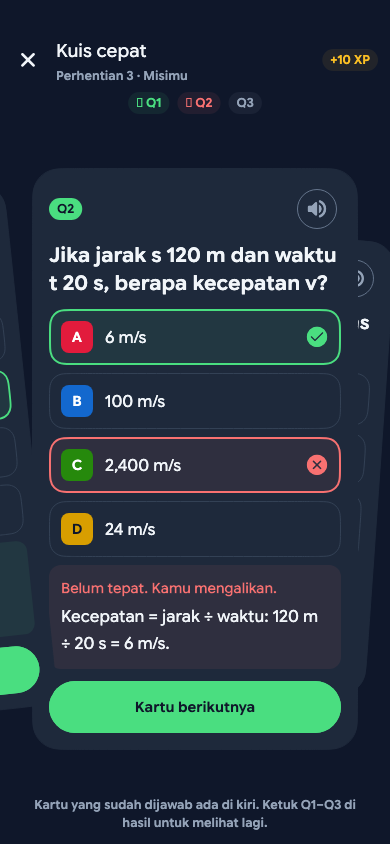 Kuis cepat
Perhentian 3 · Misimu
+10 XP
Q1
Q2
Q3
Q2
Jika jarak s 120 m dan waktu
t 20 s, berapa kecepatan v?
A
6 m/s
B
100 m/s
C
2,400 m/s
D
24 m/s
Belum tepat. Kamu mengalikan.
Kecepatan = jarak ÷ waktu: 120 m
÷ 20 s = 6 m/s.
Kartu berikutnya
Kartu yang sudah dijawab ada di kiri. Ketuk Q1–Q3 di
hasil untuk melihat lagi.